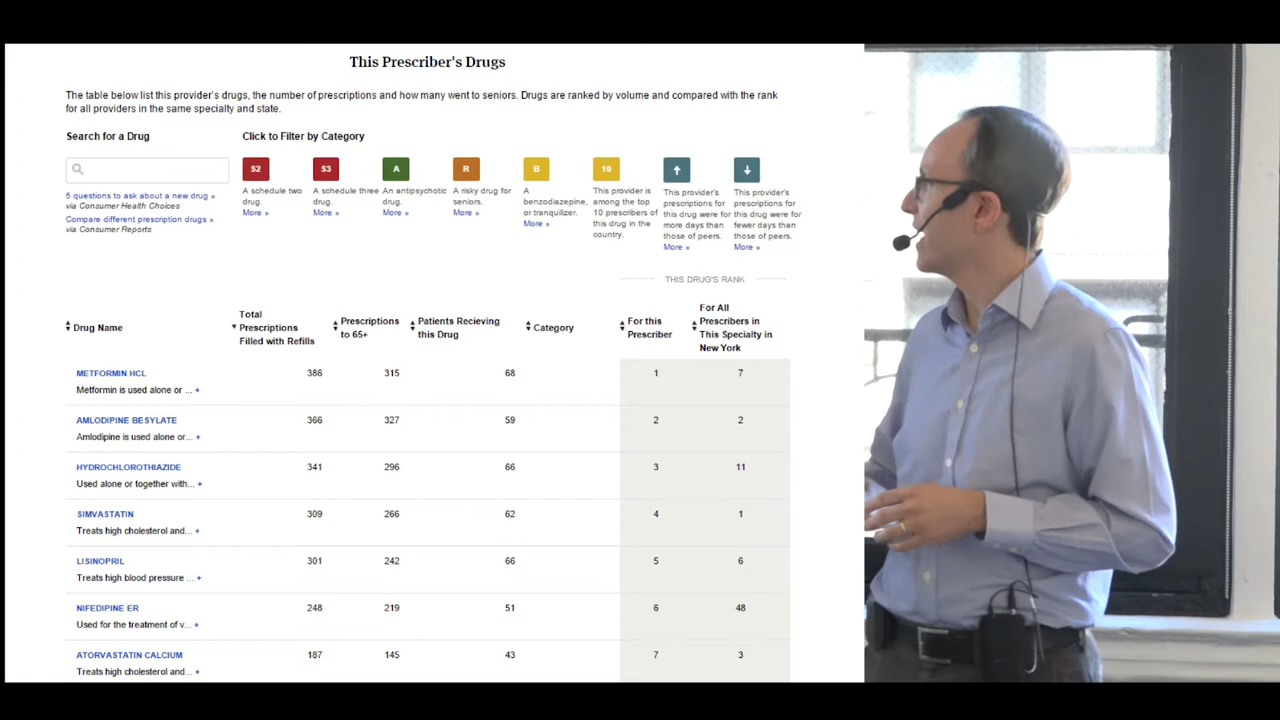 This Prescriber's Drugs
The table below list this provider's drugs, the number of prescriptions and how many went to seniors. Drugs are ranked by volume and compared with the rank
for all providers in the same specialty and state.
Search for a Drug
Click to Filter by Category
5 questions to ask about a new drug »
via Consumer Health Choices
Compare different prescription drugs »
via Consumer Reports
S2
A schedule two
drug.
More »
S3
A schedule three
drug.
More »
A
An antipsychotic
drug.
More »
R
A risky drug for
seniors.
More »
B
A
benzodiazepine,
or tranquilizer.
More »
10
This provider is
among the top
10 prescribers of
this drug in the
country.
↑
This provider's
prescriptions for
this drug were for
more days than
those of peers.
More »
↓
This provider's
prescriptions for
this drug were for
fewer days than
those of peers.
More »
THIS DRUG'S RANK
Drug Name
Total
Prescriptions
Filled with Refills
Prescriptions
to 65+
Patients Recieving
this Drug
Category
For this
Prescriber
For All
Prescribers in
This Specialty in
New York
METFORMIN HCL 386 315 68 1 7
Metformin is used alone or ... +
AMLODIPINE BESYLATE 366 327 59 2 2
Amlodipine is used alone or... +
HYDROCHLOROTHIAZIDE 341 296 66 3 11
Used alone or together with... +
SIMVASTATIN 309 266 62 4 1
Treats high cholesterol and... +
LISINOPRIL 301 242 66 5 6
Treats high blood pressure ... +
NIFEDIPINE ER 248 219 51 6 48
Used for the treatment of v... +
ATORVASTATIN CALCIUM 187 145 43 7 3
Treats high cholesterol and... +